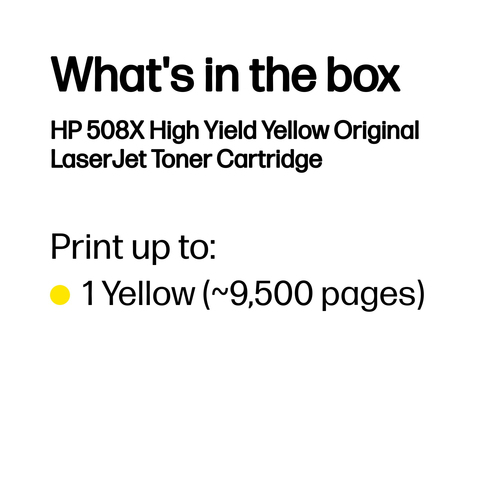 What's in the box
HP 508X High Yield Yellow Original
LaserJet Toner Cartridge
Print up to:
1 Yellow (~9,500 pages)